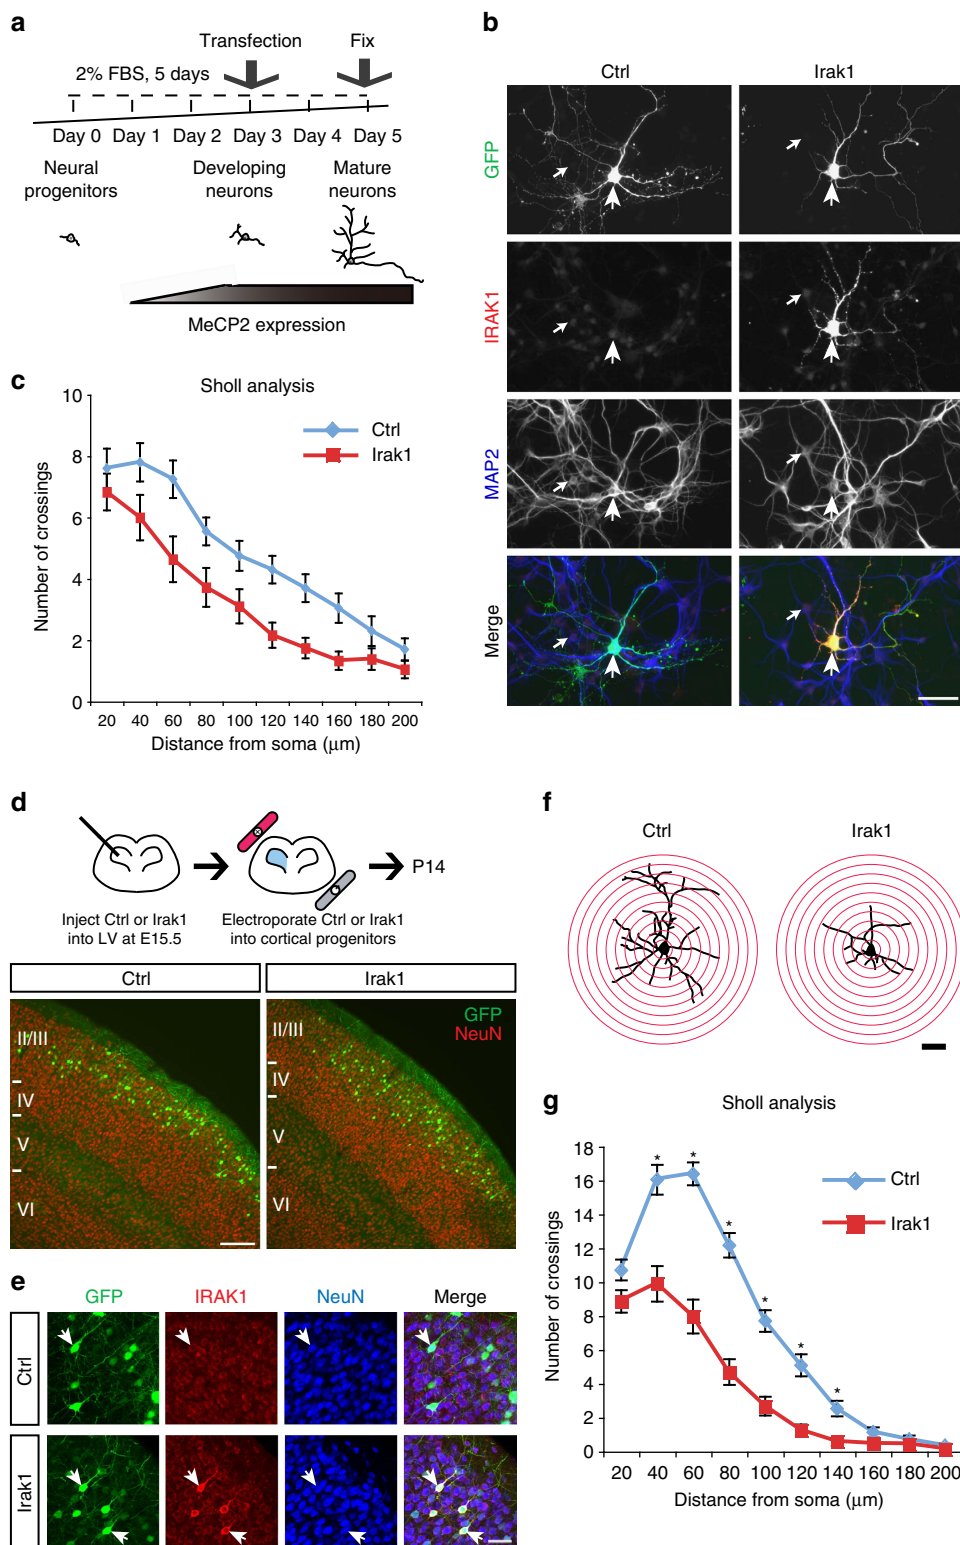 a
Transfection
Fix
2% FBS, 5 days
Day 0 Day 1 Day 2 Day 3 Day 4 Day 5
Neural progenitors
Developing neurons
Mature neurons
MeCP2 expression
b
Ctrl
Irak1
GFP
IRAK1
MAP2
Merge
c
Sholl analysis
Ctrl
Irak1
Number of crossings
10
8
6
4
2
0
20 40 60 80 100 120 140 160 180 200
Distance from soma (μm)
d
P14
Inject Ctrl or Irak1
into LV at E15.5
Electroporate Ctrl or Irak1
into cortical progenitors
Ctrl
Irak1
GFP
NeuN
II/III
IV
V
VI
II/III
IV
V
VI
e
GFP
IRAK1
NeuN
Merge
Ctrl
Irak1
f
Ctrl
Irak1
g
Sholl analysis
Ctrl
Irak1
Number of crossings
18
16
14
12
10
8
6
4
2
0
* * * * * *
20 40 60 80 100 120 140 160 180 200
Distance from soma (μm)